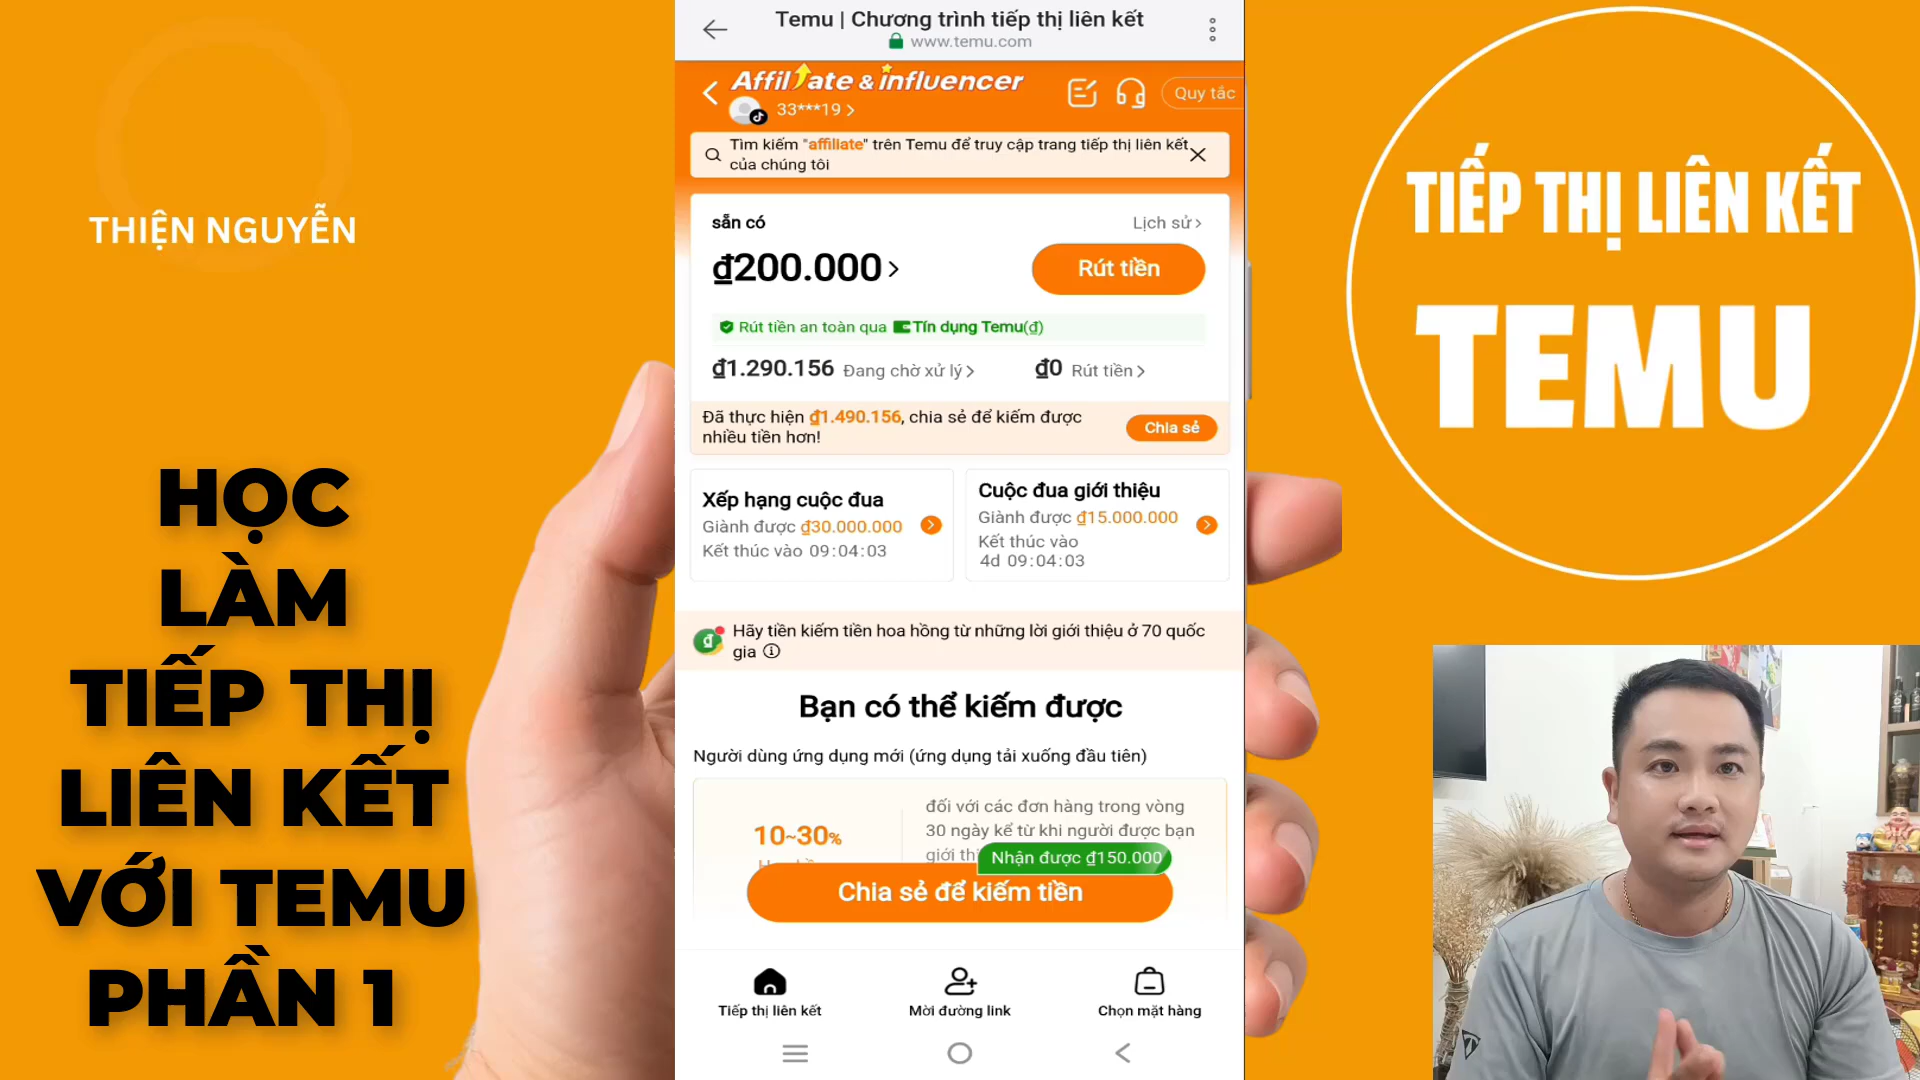 THIỆN NGUYỄN
HỌC
LÀM
TIẾP THỊ
LIÊN KẾT
VỚI TEMU
PHẦN 1
Temu | Chương trình tiếp thị liên kết
www.temu.com
Affiliate & influencer
33***19
Quy tắc
Tìm kiếm "affiliate" trên Temu để truy cập trang tiếp thị liên kết
của chúng tôi
sẵn có
Lịch sử
₫200.000
Rút tiền
Rút tiền an toàn qua Tín dụng Temu(₫)
₫1.290.156 Đang chờ xử lý
₫0 Rút tiền
Đã thực hiện ₫1.490.156, chia sẻ để kiếm được
nhiều tiền hơn!
Chia sẻ
Xếp hạng cuộc đua
Giành được ₫30.000.000
Kết thúc vào 09:04:03
Cuộc đua giới thiệu
Giành được ₫15.000.000
Kết thúc vào
4d 09:04:03
Hãy tiền kiếm tiền hoa hồng từ những lời giới thiệu ở 70 quốc
gia
Bạn có thể kiếm được
Người dùng ứng dụng mới (ứng dụng tải xuống đầu tiên)
10~30%
đối với các đơn hàng trong vòng
30 ngày kể từ khi người được bạn
giới
Nhận được ₫150.000
Chia sẻ để kiếm tiền
Tiếp thị liên kết
Mời đường link
Chọn mặt hàng
TIẾP THỊ LIÊN KẾT
TEMU